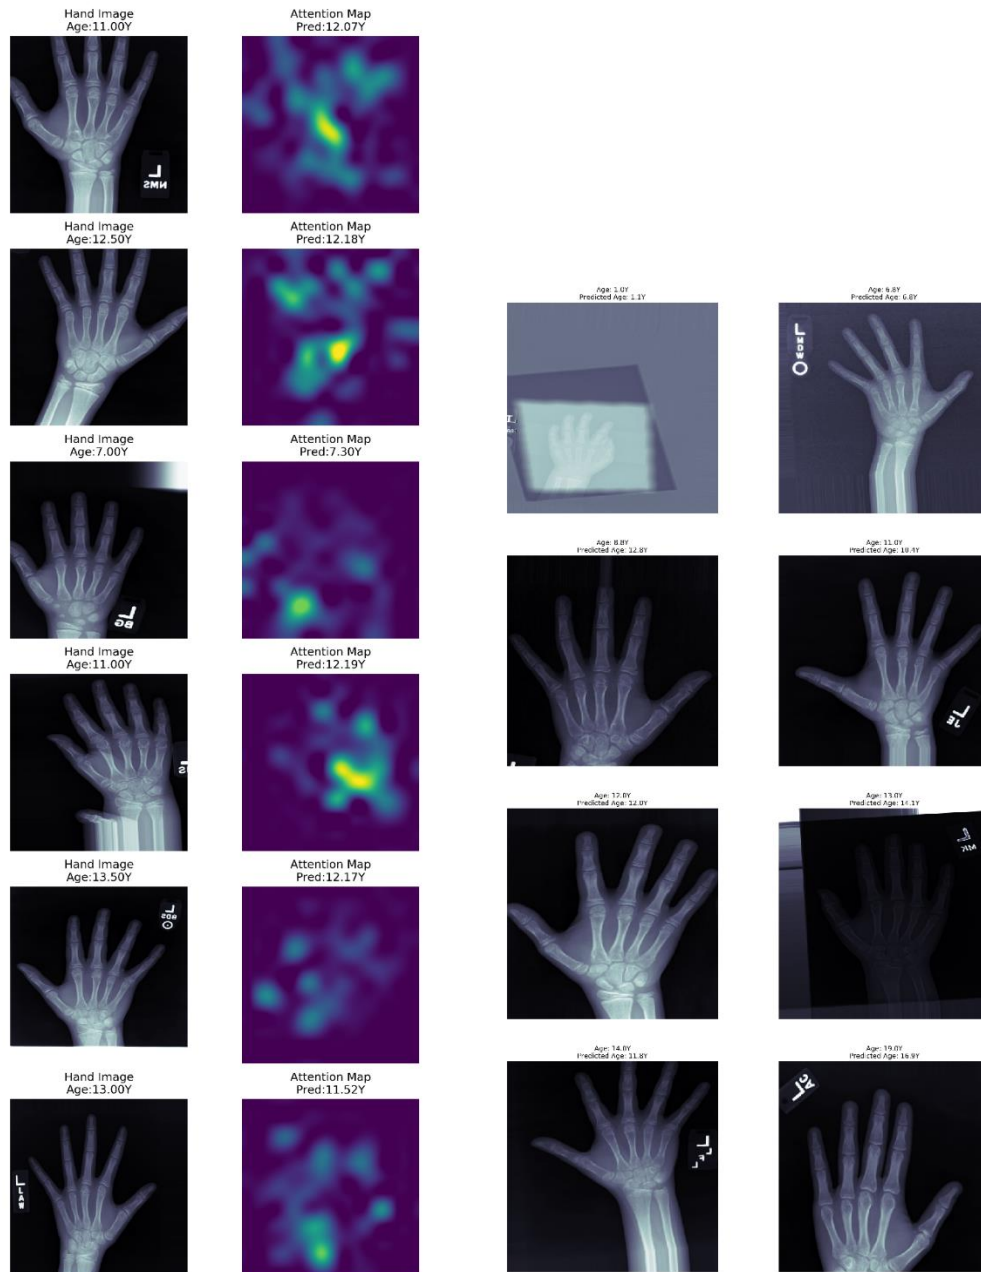 Hand Image
Age:11.00Y
Attention Map
Pred:12.07Y
L
NMS
Hand Image
Age:12.50Y
Attention Map
Pred:12.18Y
Hand Image
Age:7.00Y
Attention Map
Pred:7.30Y
L
BG
Hand Image
Age:11.00Y
Attention Map
Pred:12.19Y
Hand Image
Age:13.50Y
Attention Map
Pred:12.17Y
L
Hand Image
Age:13.00Y
Attention Map
Pred:11.52Y
L
LAW
Age: 1.0Y
Predicted Age: 1.1Y
Age: 6.8Y
Predicted Age: 6.8Y
L
Age: 8.8Y
Predicted Age: 12.8Y
Age: 11.0Y
Predicted Age: 10.4Y
L
JE
Age: 12.0Y
Predicted Age: 12.0Y
Age: 13.0Y
Predicted Age: 14.1Y
L
Age: 14.0Y
Predicted Age: 11.8Y
L
Age: 19.0Y
Predicted Age: 16.9Y
L
AC